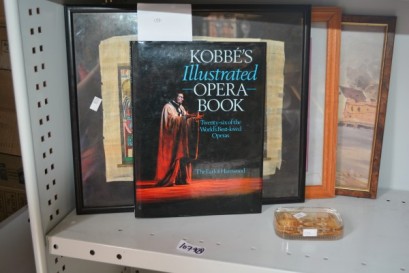 KOBBÉ'S
Illustrated
OPERA
BOOK
Twenty-six of the
World's Best-loved
Operas
The Earl of Harewood